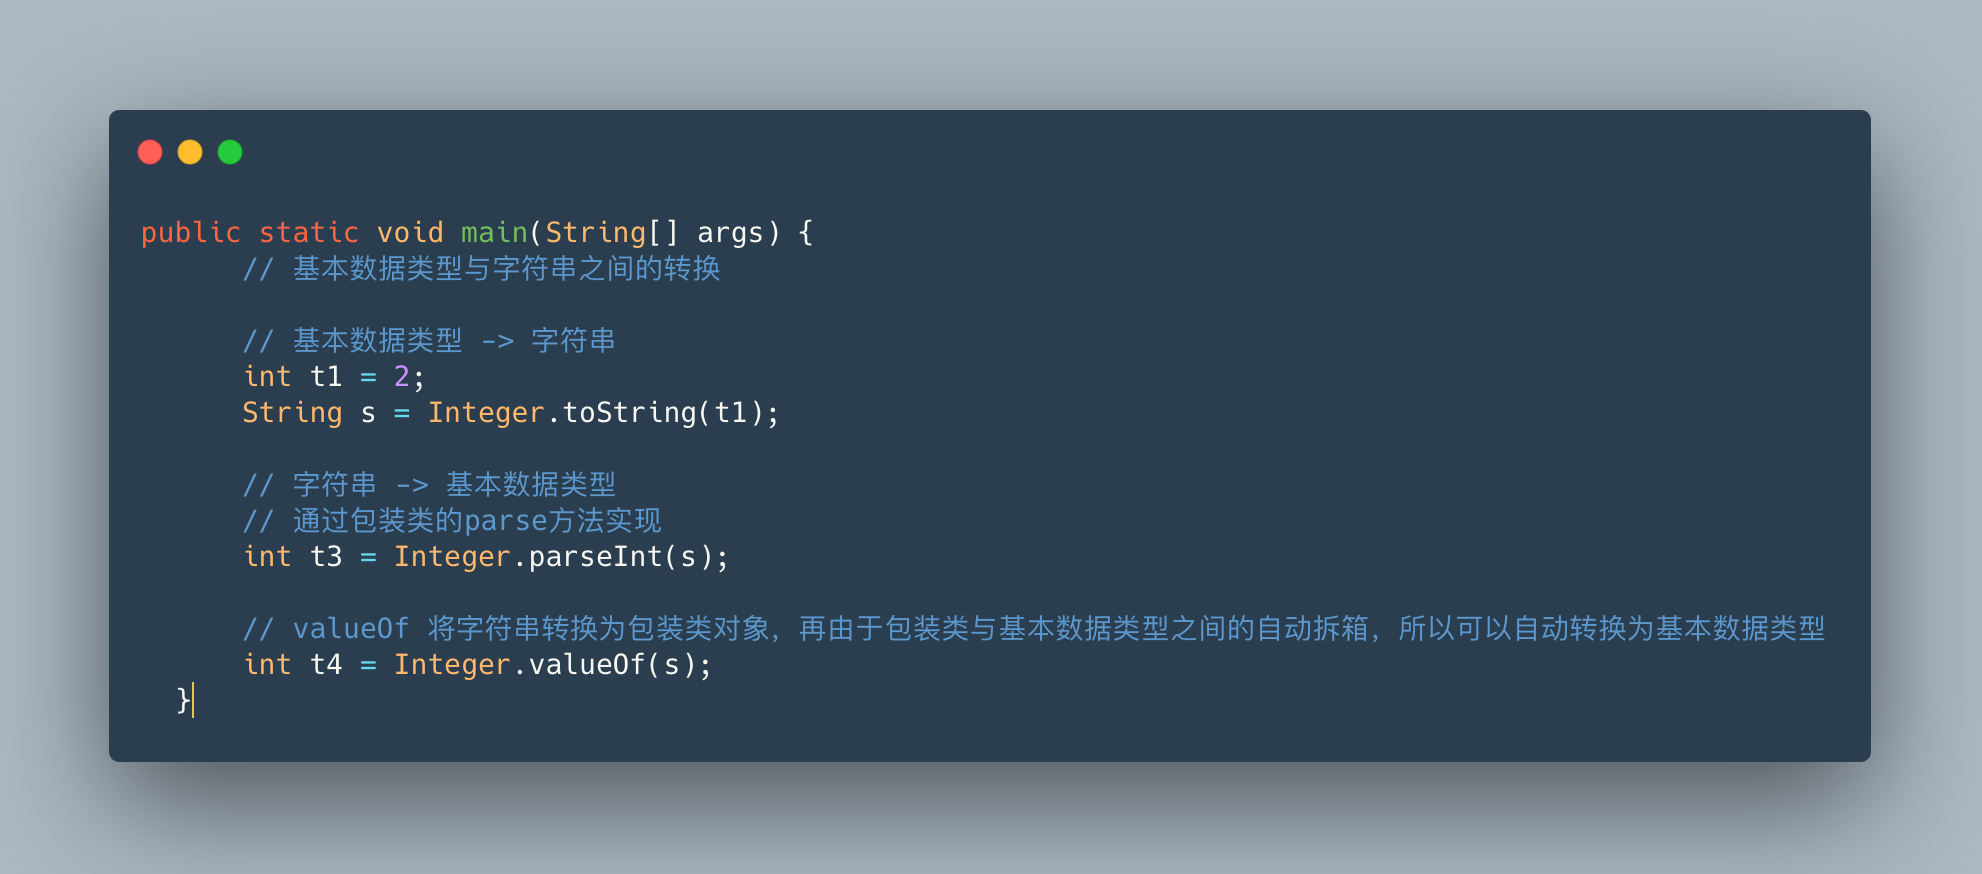 public static void main(String[] args) {
// 基本数据类型与字符串之间的转换
// 基本数据类型 -> 字符串
int t1 = 2;
String s = Integer.toString(t1);
// 字符串 -> 基本数据类型
// 通过包装类的parse方法实现
int t3 = Integer.parseInt(s);
// valueOf 将字符串转换为包装类对象，再由于包装类与基本数据类型之间的自动拆箱，所以可以自动转换为基本数据类型
int t4 = Integer.valueOf(s);
}